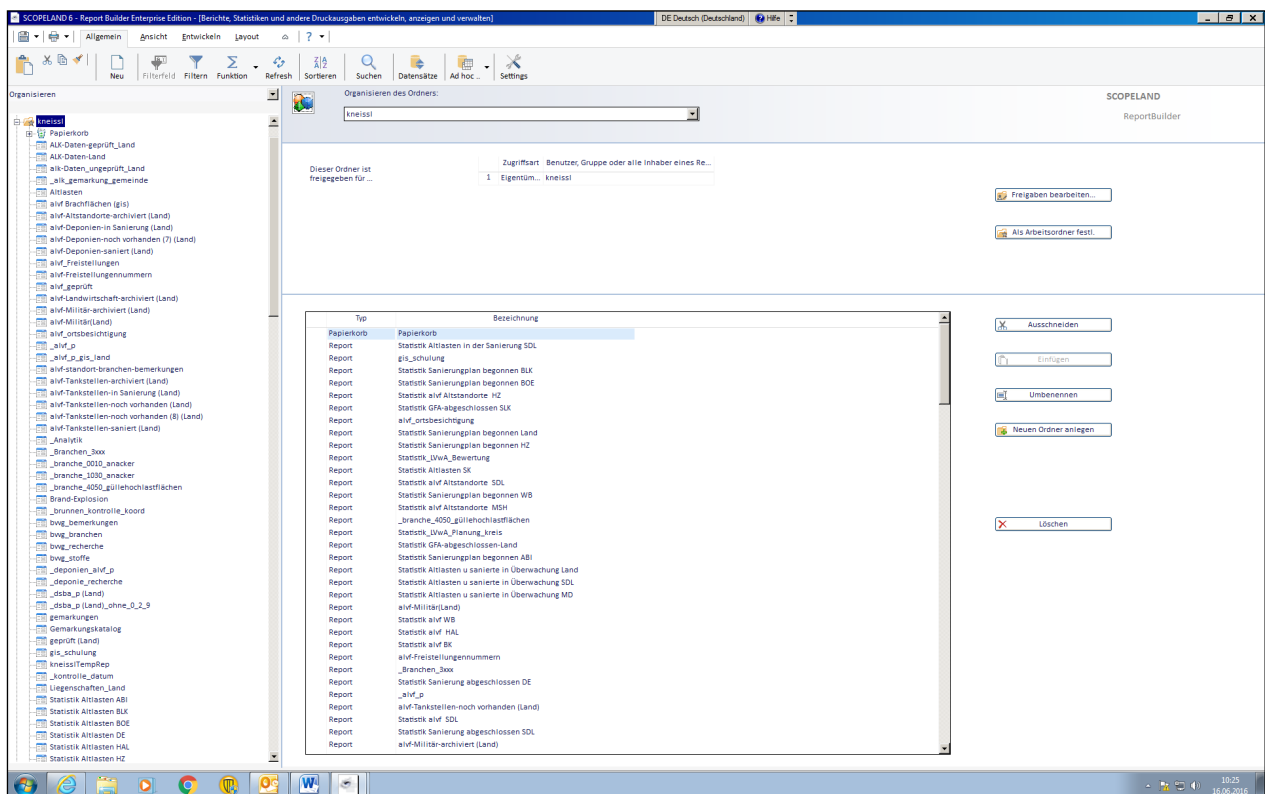 SCOPELAND 6 - Report Builder Enterprise Edition - [Berichte, Statistiken und andere Druckausgaben entwickeln, anzeigen und verwalten]
DE Deutsch (Deutschland) Hilfe
Allgemein Ansicht Entwickeln Layout ?
Neu Filterfeld Filtern Funktion Refresh Sortieren Suchen Datensätze Ad hoc .. Settings
Organisieren
kneissl
Papierkorb
ALK-Daten-geprüft_Land
ALK-Daten-Land
alk-Daten_ungeprüft_Land
_alk_gemarkung_gemeinde
Altlasten
alvf Brachflächen (gis)
alvf-Altstandorte-archiviert (Land)
alvf-Deponien-in Sanierung (Land)
alvf-Deponien-noch vorhanden (7) (Land)
alvf-Deponien-saniert (Land)
alvf_Freistellungen
alvf-Freistellungennummern
alvf_geprüft
alvf-Landwirtschaft-archiviert (Land)
alvf-Militär-archiviert (Land)
alvf-Militär(Land)
alvf_ortsbesichtigung
_alvf_p
_alvf_p_gis_land
alvf-standort-branchen-bemerkungen
alvf-Tankstellen-archiviert (Land)
alvf-Tankstellen-in Sanierung (Land)
alvf-Tankstellen-noch vorhanden (Land)
alvf-Tankstellen-noch vorhanden (8) (Land)
alvf-Tankstellen-saniert (Land)
_Analytik
_Branchen_3xxx
_branche_0010_anacker
_branche_1030_anacker
_branche_4050_güllehochlastflächen
Brand-Explosion
_brunnen_kontrolle_koord
bvvg_bemerkungen
bvvg_branchen
bvvg_recherche
bvvg_stoffe
_deponien_alvf_p
_deponie_recherche
_dsba_p (Land)
_dsba_p (Land)_ohne_0_2_9
gemarkungen
Gemarkungskatalog
geprüft (Land)
gis_schulung
kneisslTempRep
_kontrolle_datum
Liegenschaften_Land
Statistik Altlasten ABI
Statistik Altlasten BLK
Statistik Altlasten BOE
Statistik Altlasten DE
Statistik Altlasten HAL
Statistik Altlasten HZ
Organisieren des Ordners:
kneissl
SCOPELAND
ReportBuilder
Dieser Ordner ist
freigegeben für ...
Zugriffsart Benutzer, Gruppe oder alle Inhaber eines Re...
1 Eigentüm... kneissl
Freigaben bearbeiten...
Als Arbeitsordner festl.
Typ Bezeichnung
Papierkorb Papierkorb
Report Statistik Altlasten in der Sanierung SDL
Report gis_schulung
Report Statistik Sanierungplan begonnen BLK
Report Statistik Sanierungplan begonnen BOE
Report Statistik alvf Altstandorte HZ
Report Statistik GFA-abgeschlossen SLK
Report alvf_ortsbesichtigung
Report Statistik Sanierungplan begonnen Land
Report Statistik Sanierungplan begonnen HZ
Report Statistik_LVwA_Bewertung
Report Statistik Altlasten SK
Report Statistik alvf Altstandorte SDL
Report Statistik Sanierungplan begonnen WB
Report Statistik alvf Altstandorte MSH
Report _branche_4050_güllehochlastflächen
Report Statistik_LVwA_Planung_kreis
Report Statistik GFA-abgeschlossen-Land
Report Statistik Sanierungplan begonnen ABI
Report Statistik Altlasten u sanierte in Überwachung Land
Report Statistik Altlasten u sanierte in Überwachung SDL
Report Statistik Altlasten u sanierte in Überwachung MD
Report alvf-Militär(Land)
Report Statistik alvf WB
Report Statistik alvf HAL
Report Statistik alvf BK
Report alvf-Freistellungennummern
Report _Branchen_3xxx
Report Statistik Sanierung abgeschlossen DE
Report _alvf_p
Report alvf-Tankstellen-noch vorhanden (Land)
Report Statistik alvf SDL
Report Statistik Sanierung abgeschlossen SDL
Report alvf-Militär-archiviert (Land)
Ausschneiden
Einfügen
Umbenennen
Neuen Ordner anlegen
Löschen
10:25
16.06.2016